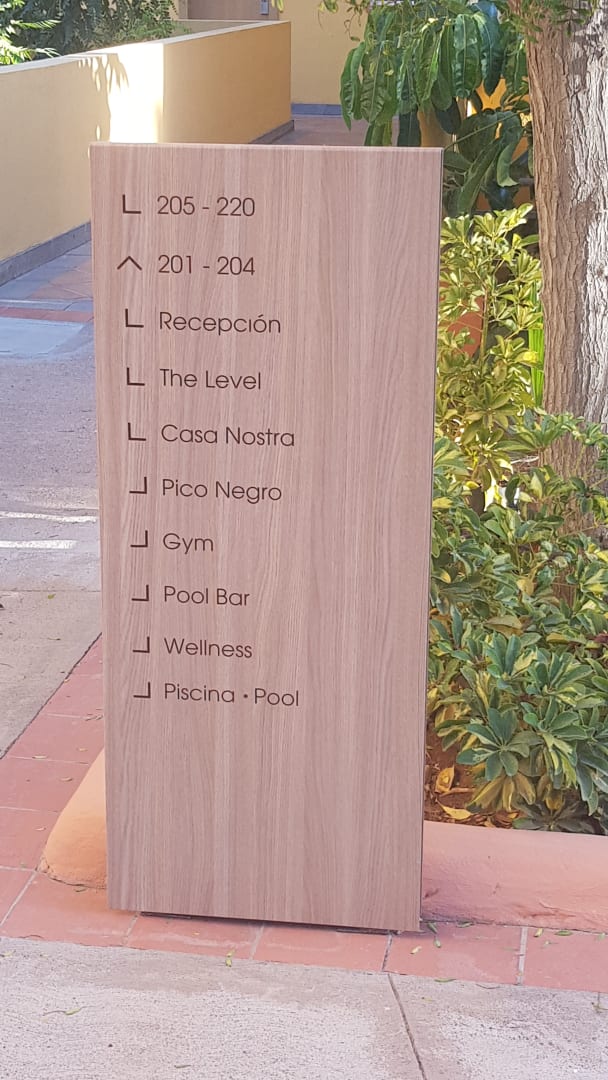 205 - 220
201 - 204
Recepción
The Level
Casa Nostra
Pico Negro
Gym
Pool Bar
Wellness
Piscina • Pool